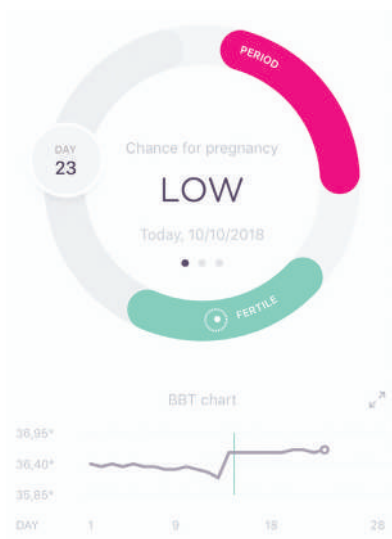 PERIOD
DAY
23
Chance for pregnancy
LOW
Today, 10/10/2018
FERTILE
BBT chart
36,95°
36,40°
35,85°
DAY 1 9 18 28